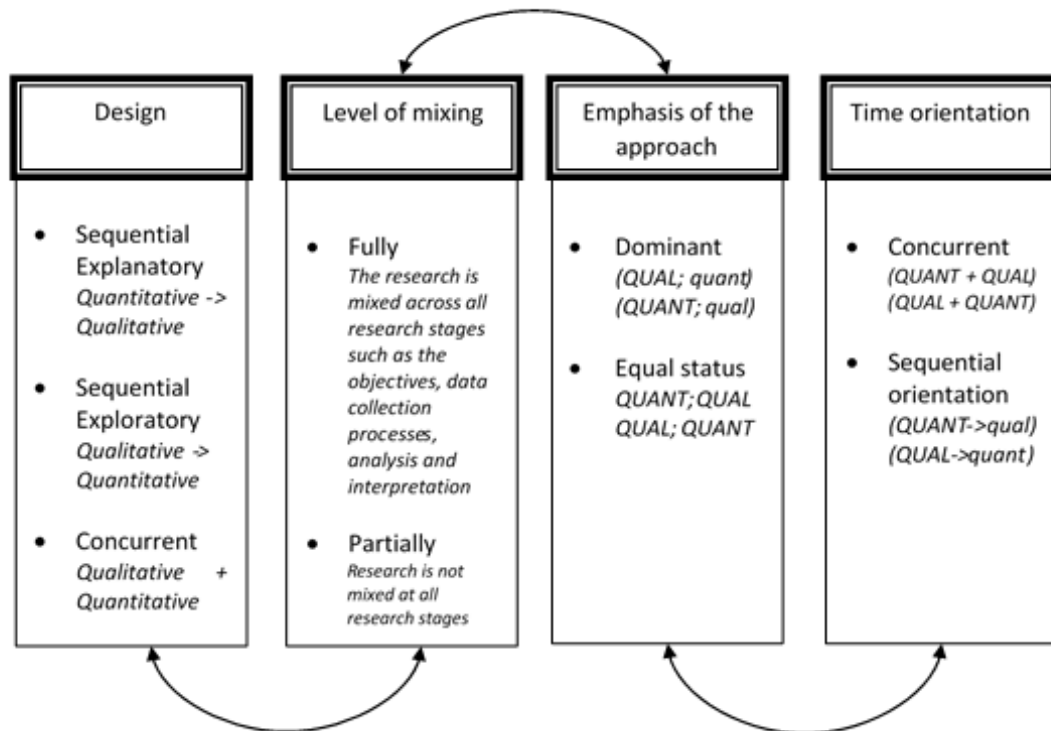 Design
Sequential
Explanatory
Quantitative ->
Qualitative
Sequential
Exploratory
Qualitative ->
Quantitative
Concurrent
Qualitative +
Quantitative
Level of mixing
Fully
The research is
mixed across all
research stages
such as the
objectives, data
collection
processes,
analysis and
interpretation
Partially
Research is not
mixed at all
research stages
Emphasis of the
approach
Dominant
(QUAL; quant)
(QUANT; qual)
Equal status
QUANT; QUAL
QUAL; QUANT
Time orientation
Concurrent
(QUANT + QUAL)
(QUAL + QUANT)
Sequential
orientation
(QUANT->qual)
(QUAL->quant)